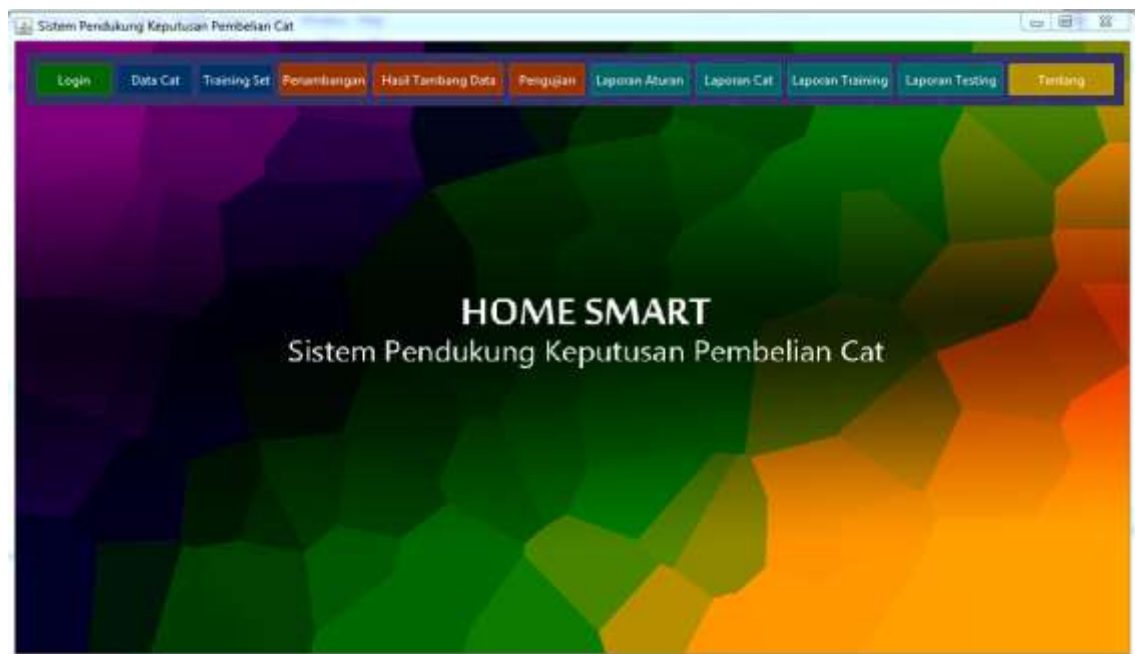 Sistem Pendukung Keputusan Pembelian Cat
Login Data Cat Training Set Penambangan Hasil Tambang Data Pengujian Laporan Aturan Laporan Cat Laporan Training Laporan Testing Tentang
HOME SMART
Sistem Pendukung Keputusan Pembelian Cat